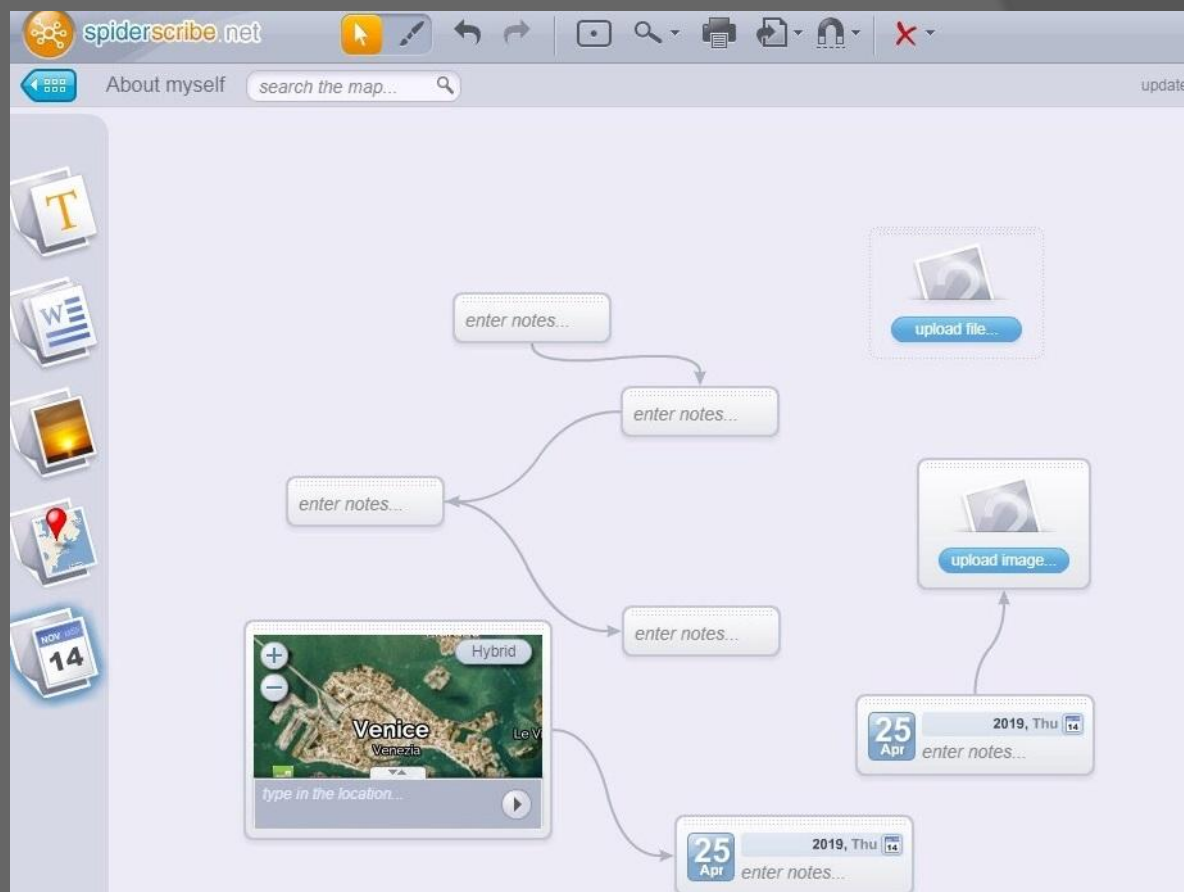 spiderscribe.net
About myself
search the map...
update
T
W
NOV
14
enter notes...
upload file...
enter notes...
enter notes...
upload image...
enter notes...
Hybrid
Venice
Venezia
Le V
type in the location...
25
Apr
2019, Thu
14
enter notes...
25
Apr
2019, Thu
14
enter notes...